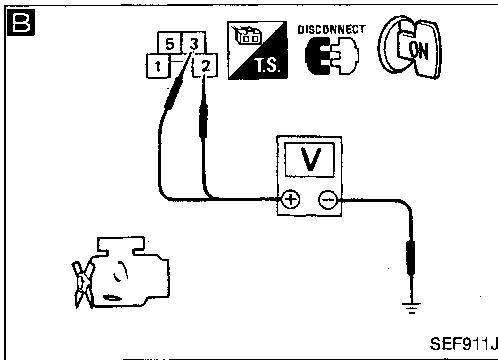 B
DISCONNECT
5 3
1 2
T.S.
ON
V
+ −
SEF911J